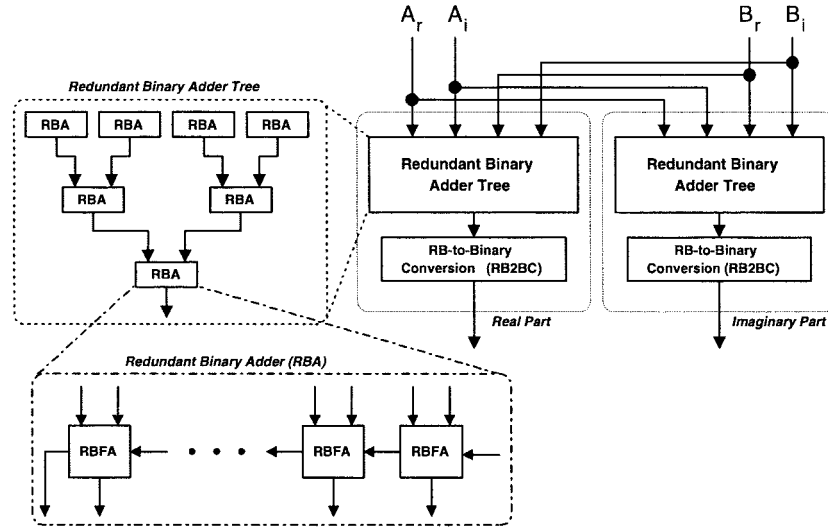 A_r A_i B_r B_i
Redundant Binary Adder Tree
RBA RBA RBA RBA
RBA RBA
RBA
Redundant Binary
Adder Tree
RB-to-Binary
Conversion (RB2BC)
Real Part
Redundant Binary
Adder Tree
RB-to-Binary
Conversion (RB2BC)
Imaginary Part
Redundant Binary Adder (RBA)
RBFA • • • RBFA RBFA